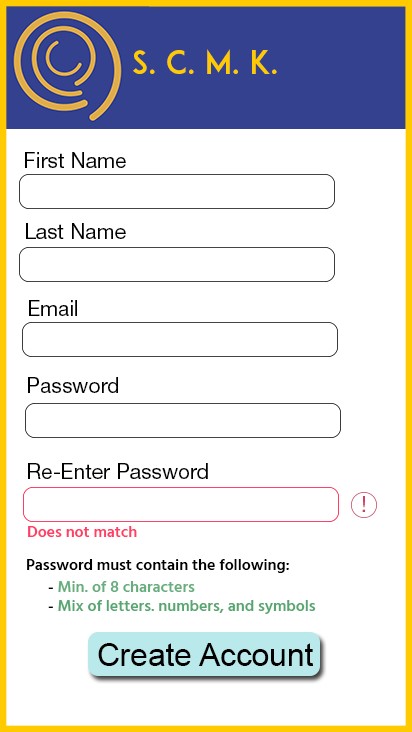 S. C. M. K.
First Name
Last Name
Email
Password
Re-Enter Password
!
Does not match
Password must contain the following:
- Min. of 8 characters
- Mix of letters. numbers, and symbols
Create Account